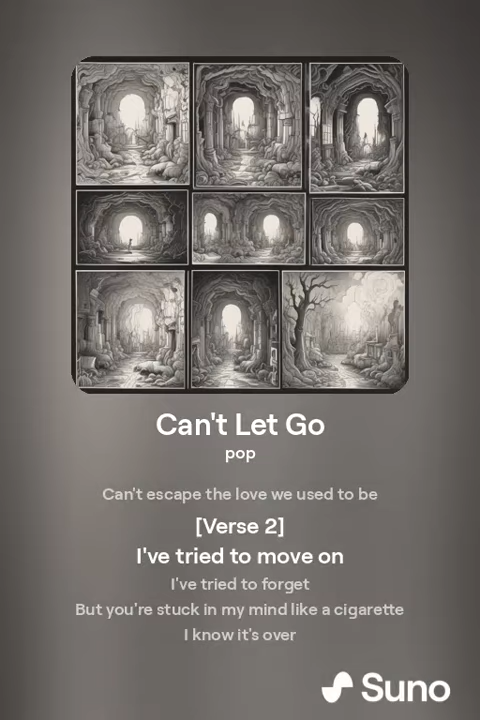 Can't Let Go
pop
Can't escape the love we used to be
[Verse 2]
I've tried to move on
I've tried to forget
But you're stuck in my mind like a cigarette
I know it's over
Suno